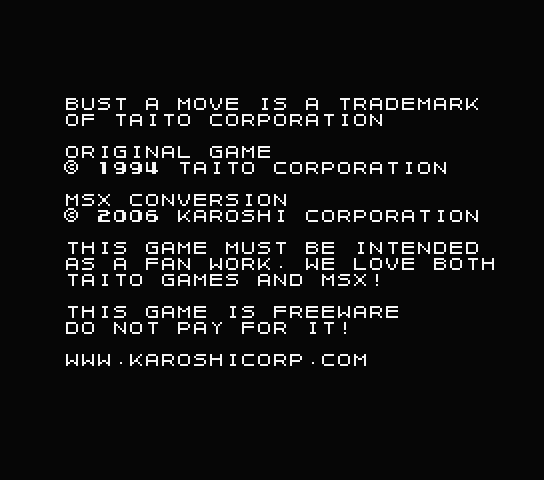 BUST A MOVE IS A TRADEMARK
OF TAITO CORPORATION
ORIGINAL GAME
© 1994 TAITO CORPORATION
MSX CONVERSION
© 2006 KAROSHI CORPORATION
THIS GAME MUST BE INTENDED
AS A FAN WORK. WE LOVE BOTH
TAITO GAMES AND MSX!
THIS GAME IS FREEWARE
DO NOT PAY FOR IT!
WWW.KAROSHICORP.COM